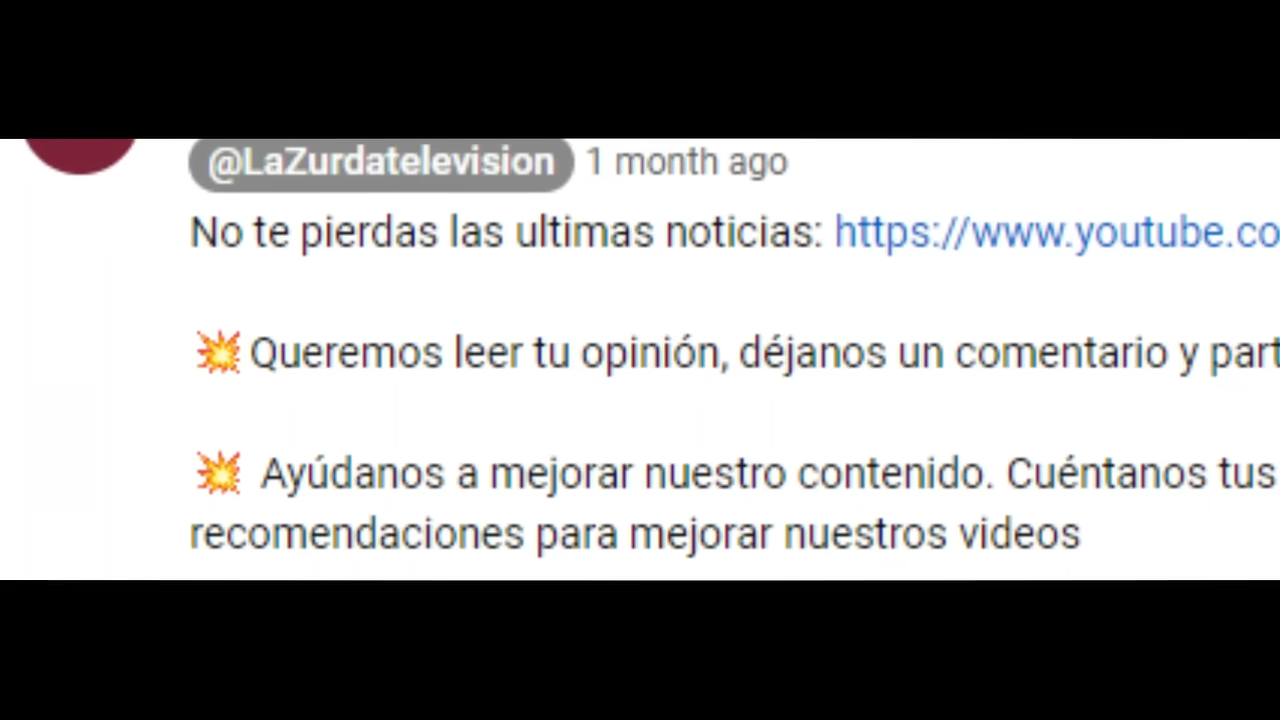 @LaZurdatelevision 1 month ago
No te pierdas las ultimas noticias: https://www.youtube.co
💥Queremos leer tu opinión, déjanos un comentario y part
💥 Ayúdanos a mejorar nuestro contenido. Cuéntanos tus
recomendaciones para mejorar nuestros videos